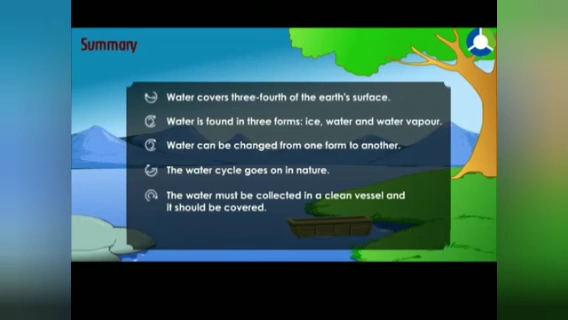 Summary
Water covers three-fourth of the earth's surface.
Water is found in three forms: ice, water and water vapour.
Water can be changed from one form to another.
The water cycle goes on in nature.
The water must be collected in a clean vessel and
it should be covered.